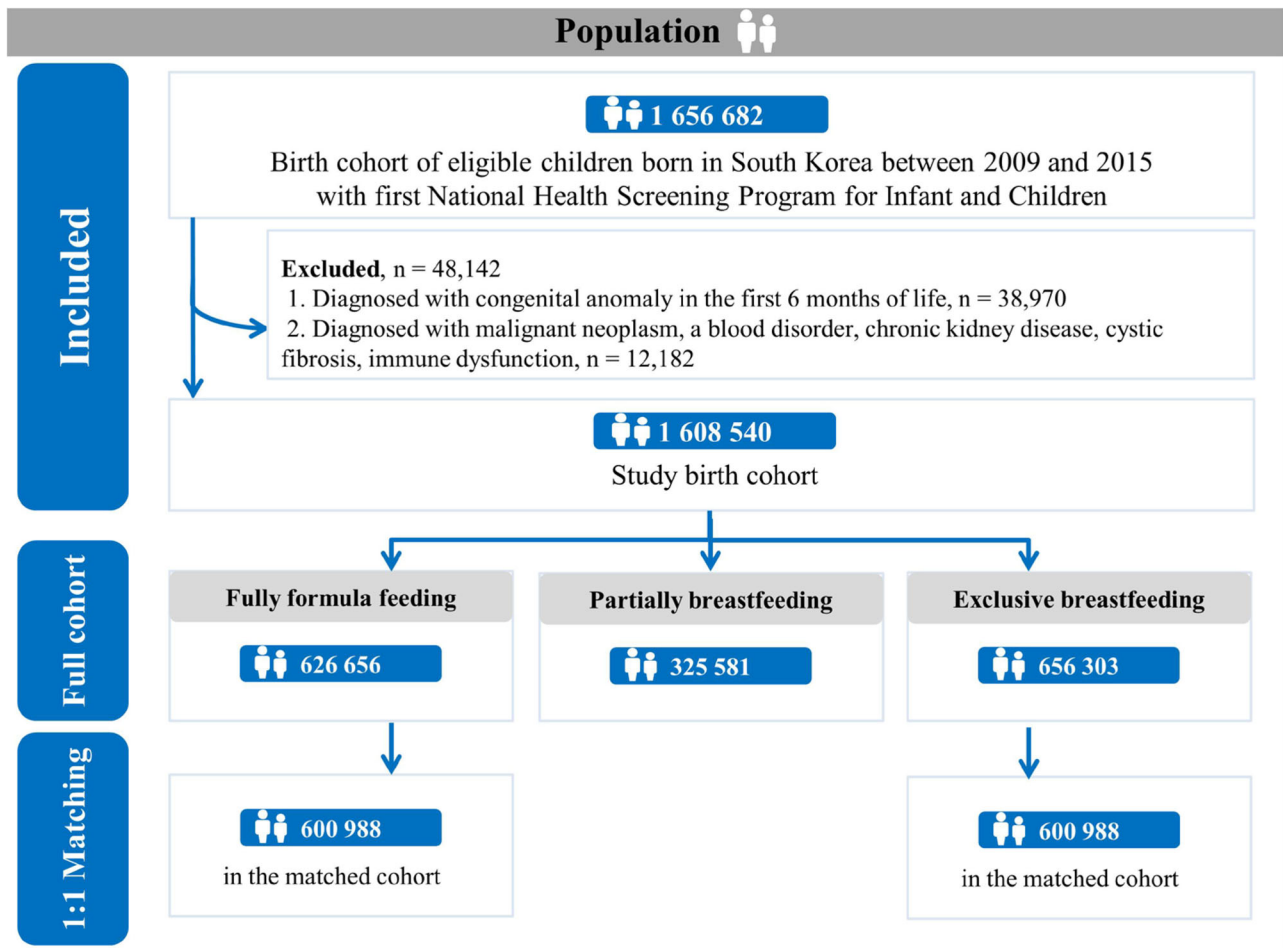 Population
Included
1 656 682
Birth cohort of eligible children born in South Korea between 2009 and 2015
with first National Health Screening Program for Infant and Children
Excluded, n = 48,142
1. Diagnosed with congenital anomaly in the first 6 months of life, n = 38,970
2. Diagnosed with malignant neoplasm, a blood disorder, chronic kidney disease, cystic
fibrosis, immune dysfunction, n = 12,182
1 608 540
Study birth cohort
Full cohort
Fully formula feeding
626 656
Partially breastfeeding
325 581
Exclusive breastfeeding
656 303
1:1 Matching
600 988
in the matched cohort
600 988
in the matched cohort